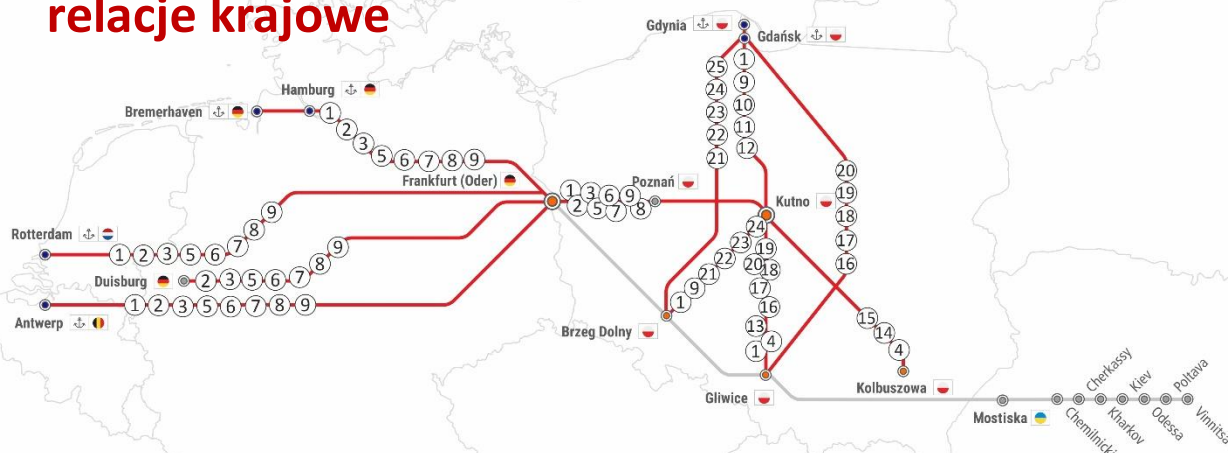 relacje krajowe
Gdynia
Gdańsk
25
24
23
22
21
1
9
10
11
12
20
19
18
17
16
Hamburg
Bremerhaven
1
2
3
5
6
7
8
9
Frankfurt (Oder)
1 3 6 9
2 5 7 8
Poznań
Kutno
Rotterdam
1 2 3 5 6 7 8 9
Duisburg
2 3 5 6 7 8 9
Antwerp
1 2 3 5 6 7 8 9
24
23
22
21
9
1
Brzeg Dolny
19
20
18
17
16
13
4
1
Gliwice
15
14
4
Kolbuszowa
Mostiska
Cherkassy
Kiev
Poltava
Kharkov
Odessa
Vinnitsa